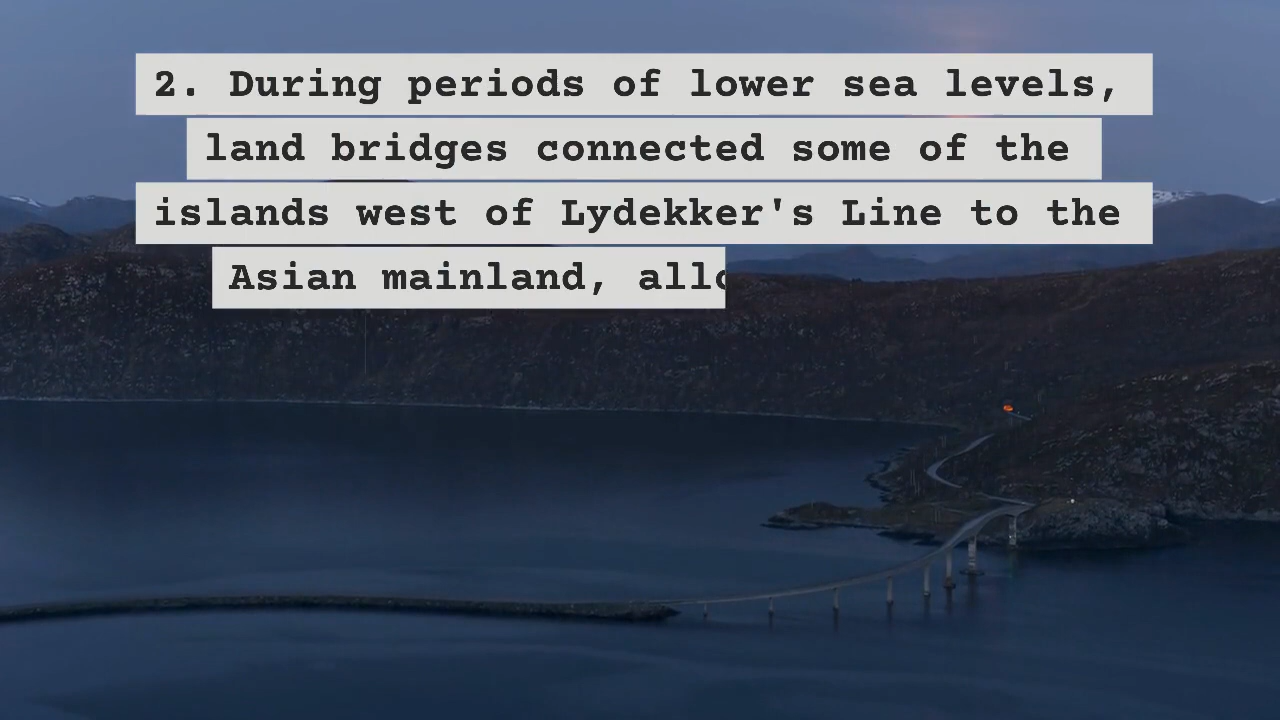 2. During periods of lower sea levels,
land bridges connected some of the
islands west of Lydekker's Line to the
Asian mainland,